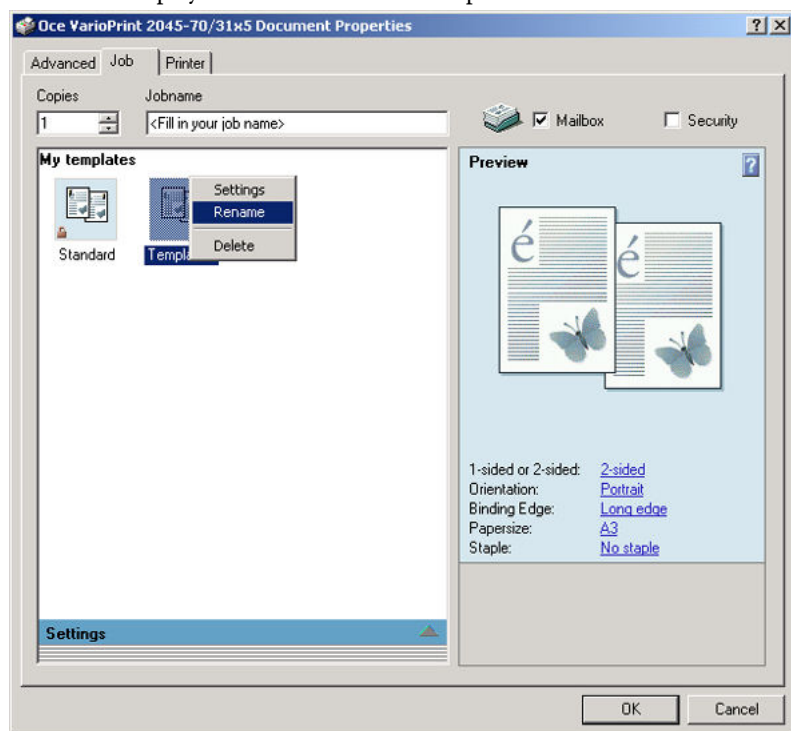 Oce VarioPrint 2045-70/31x5 Document Properties
Advanced Job Printer
Copies Jobname
1 <Fill in your job name> Mailbox Security
My templates
Settings
Rename
Delete
Standard
Preview
é é
1-sided or 2-sided: 2-sided
Orientation: Portrait
Binding Edge: Long edge
Papersize: A3
Staple: No staple
Settings
OK Cancel